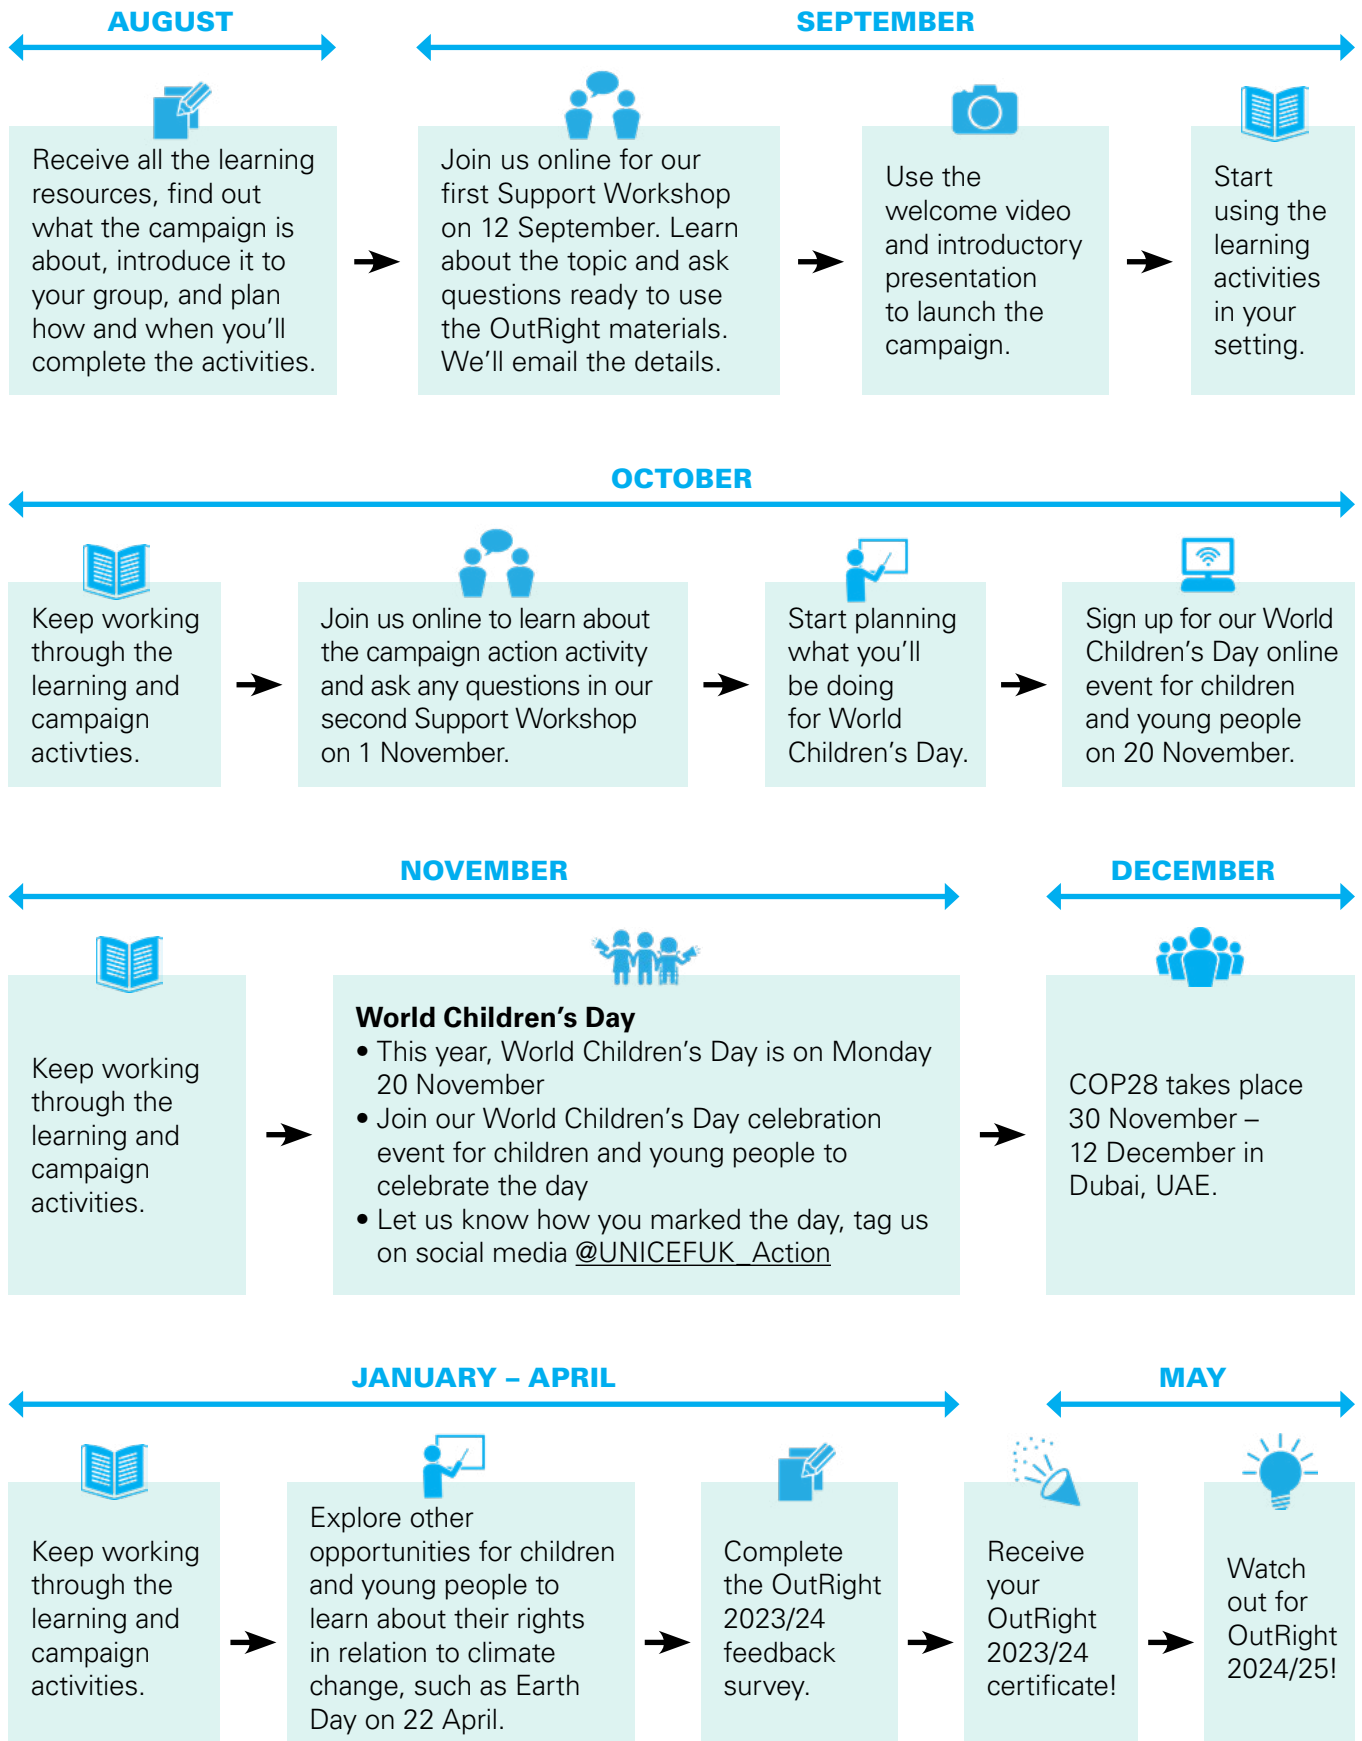 AUGUST
SEPTEMBER
Receive all the learning
resources, find out
what the campaign is
about, introduce it to
your group, and plan
how and when you’ll
complete the activities.
Join us online for our
first Support Workshop
on 12 September. Learn
about the topic and ask
questions ready to use
the OutRight materials.
We’ll email the details.
Use the
welcome video
and introductory
presentation
to launch the
campaign.
Start
using the
learning
activities
in your
setting.
OCTOBER
Keep working
through the
learning and
campaign
activties.
Join us online to learn about
the campaign action activity
and ask any questions in our
second Support Workshop
on 1 November.
Start planning
what you’ll
be doing
for World
Children’s Day.
Sign up for our World
Children’s Day online
event for children
and young people
on 20 November.
NOVEMBER
DECEMBER
Keep working
through the
learning and
campaign
activities.
World Children’s Day
• This year, World Children’s Day is on Monday
20 November
• Join our World Children’s Day celebration
event for children and young people to
celebrate the day
• Let us know how you marked the day, tag us
on social media @UNICEFUK_Action
COP28 takes place
30 November –
12 December in
Dubai, UAE.
JANUARY – APRIL
MAY
Keep working
through the
learning and
campaign
activities.
Explore other
opportunities for children
and young people to
learn about their rights
in relation to climate
change, such as Earth
Day on 22 April.
Complete
the OutRight
2023/24
feedback
survey.
Receive
your
OutRight
2023/24
certificate!
Watch
out for
OutRight
2024/25!